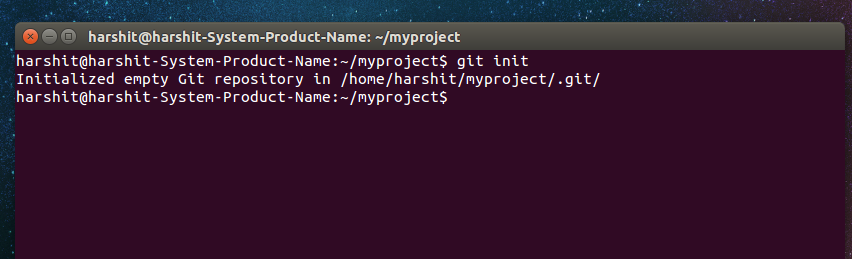 harshit@harshit-System-Product-Name: ~/myproject
harshit@harshit-System-Product-Name:~/myproject$ git init
Initialized empty Git repository in /home/harshit/myproject/.git/
harshit@harshit-System-Product-Name:~/myproject$